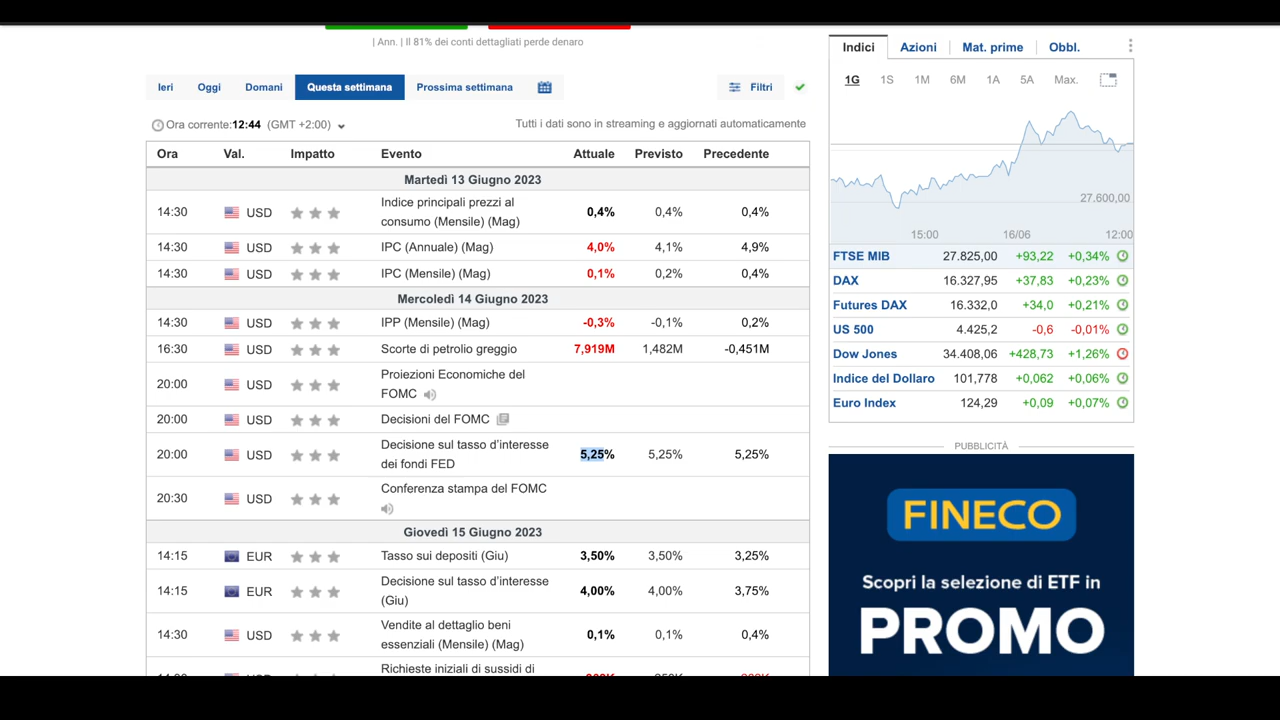 | Ann. | Il 81% dei conti dettagliati perde denaro
Ieri Oggi Domani Questa settimana Prossima settimana Filtri
Ora corrente:12:44 (GMT +2:00) Tutti i dati sono in streaming e aggiornati automaticamente
Ora Val. Impatto Evento Attuale Previsto Precedente
Martedì 13 Giugno 2023
14:30 USD Indice principali prezzi al
consumo (Mensile) (Mag) 0,4% 0,4% 0,4%
14:30 USD IPC (Annuale) (Mag) 4,0% 4,1% 4,9%
14:30 USD IPC (Mensile) (Mag) 0,1% 0,2% 0,4%
Mercoledì 14 Giugno 2023
14:30 USD IPP (Mensile) (Mag) -0,3% -0,1% 0,2%
16:30 USD Scorte di petrolio greggio 7,919M 1,482M -0,451M
20:00 USD Proiezioni Economiche del
FOMC
20:00 USD Decisioni del FOMC
20:00 USD Decisione sul tasso d'interesse
dei fondi FED 5,25% 5,25% 5,25%
20:30 USD Conferenza stampa del FOMC
Giovedì 15 Giugno 2023
14:15 EUR Tasso sui depositi (Giu) 3,50% 3,50% 3,25%
14:15 EUR Decisione sul tasso d'interesse
(Giu) 4,00% 4,00% 3,75%
14:30 USD Vendite al dettaglio beni
essenziali (Mensile) (Mag) 0,1% 0,1% 0,4%
Richieste iniziali di sussidi di
Indici Azioni Mat. prime Obbl.
1G 1S 1M 6M 1A 5A Max.
27.600,00
15:00 16/06 12:00
FTSE MIB 27.825,00 +93,22 +0,34%
DAX 16.327,95 +37,83 +0,23%
Futures DAX 16.332,0 +34,0 +0,21%
US 500 4.425,2 -0,6 -0,01%
Dow Jones 34.408,06 +428,73 +1,26%
Indice del Dollaro 101,778 +0,062 +0,06%
Euro Index 124,29 +0,09 +0,07%
PUBBLICITÀ
FINECO
Scopri la selezione di ETF in
PROMO